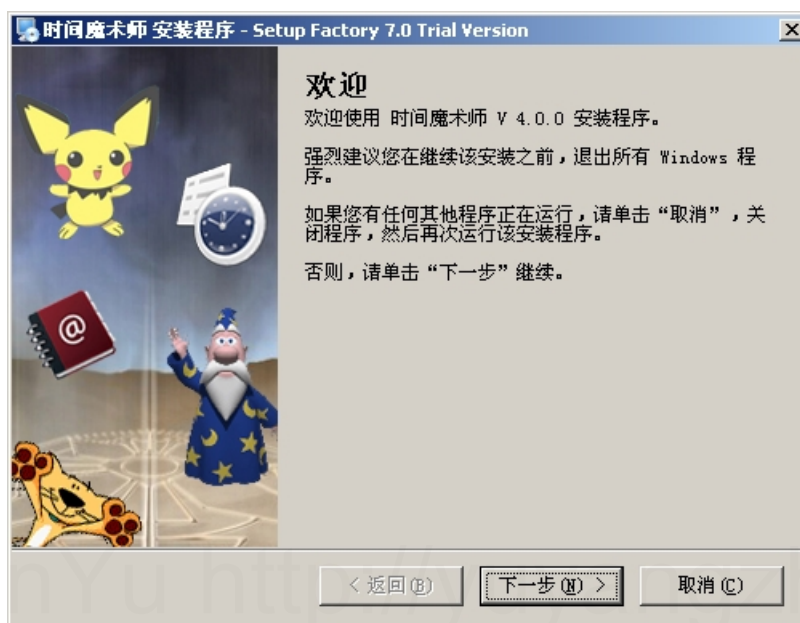 时间魔术师 安装程序 - Setup Factory 7.0 Trial Version
欢迎
欢迎使用 时间魔术师 V 4.0.0 安装程序。
强烈建议您在继续该安装之前，退出所有 Windows 程
序。
如果您有任何其他程序正在运行，请单击“取消”，关
闭程序，然后再次运行该安装程序。
否则，请单击“下一步”继续。
@
< 返回(B)
下一步(N) >
取消(C)